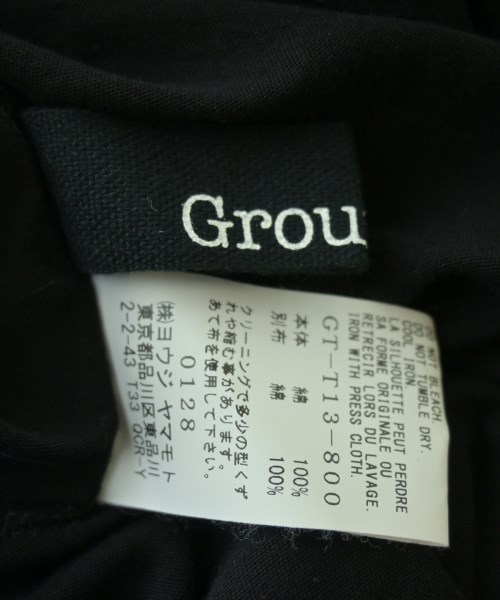 Grou
DO NOT BLEACH.
DO NOT TUMBLE DRY.
COOL IRON.
LA SILHOUETTE PEUT PERDRE
SA FORME ORIGINALE OU
RETRECIR LORS DU LAVAGE.
IRON WITH PRESS CLOTH.
GT-T13-800
本体 綿 100%
別布 綿 100%
クリーニングで多少の型くず
れや縮む事があります。
あて布を使用して下さい。
0128
㈱ヨウジ ヤマモト
東京都品川区東品川
2-2-43 T33 QCR-Y